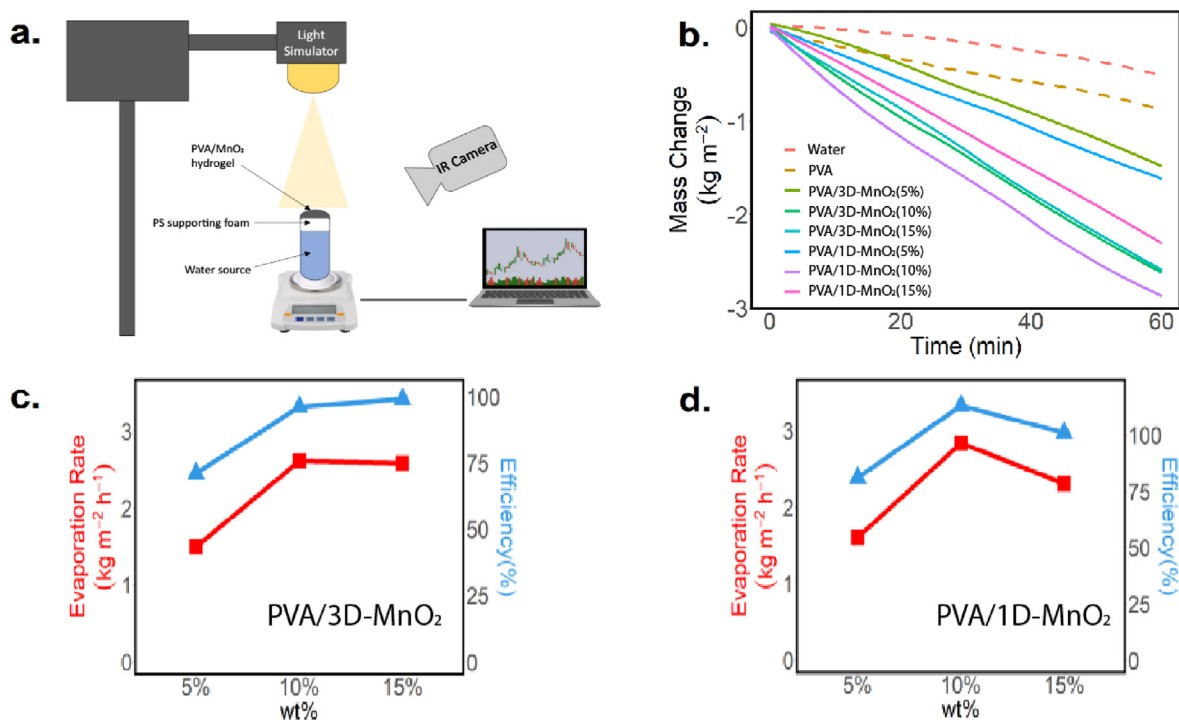 a.
Light
Simulator
PVA/MnO₂
hydrogel
IR Camera
PS supporting foam
Water source
b.
Mass Change
(kg m⁻²)
0
-1
-2
-3
Water
PVA
PVA/3D-MnO₂(5%)
PVA/3D-MnO₂(10%)
PVA/3D-MnO₂(15%)
PVA/1D-MnO₂(5%)
PVA/1D-MnO₂(10%)
PVA/1D-MnO₂(15%)
0 20 40 60
Time (min)
c.
Evaporation Rate
(kg m⁻² h⁻¹)
3
2
1
0
100
75
50
25
0
Efficiency(%)
PVA/3D-MnO₂
5% 10% 15%
wt%
d.
Evaporation Rate
(kg m⁻² h⁻¹)
3
2
1
0
100
75
50
25
0
Efficiency(%)
PVA/1D-MnO₂
5% 10% 15%
wt%